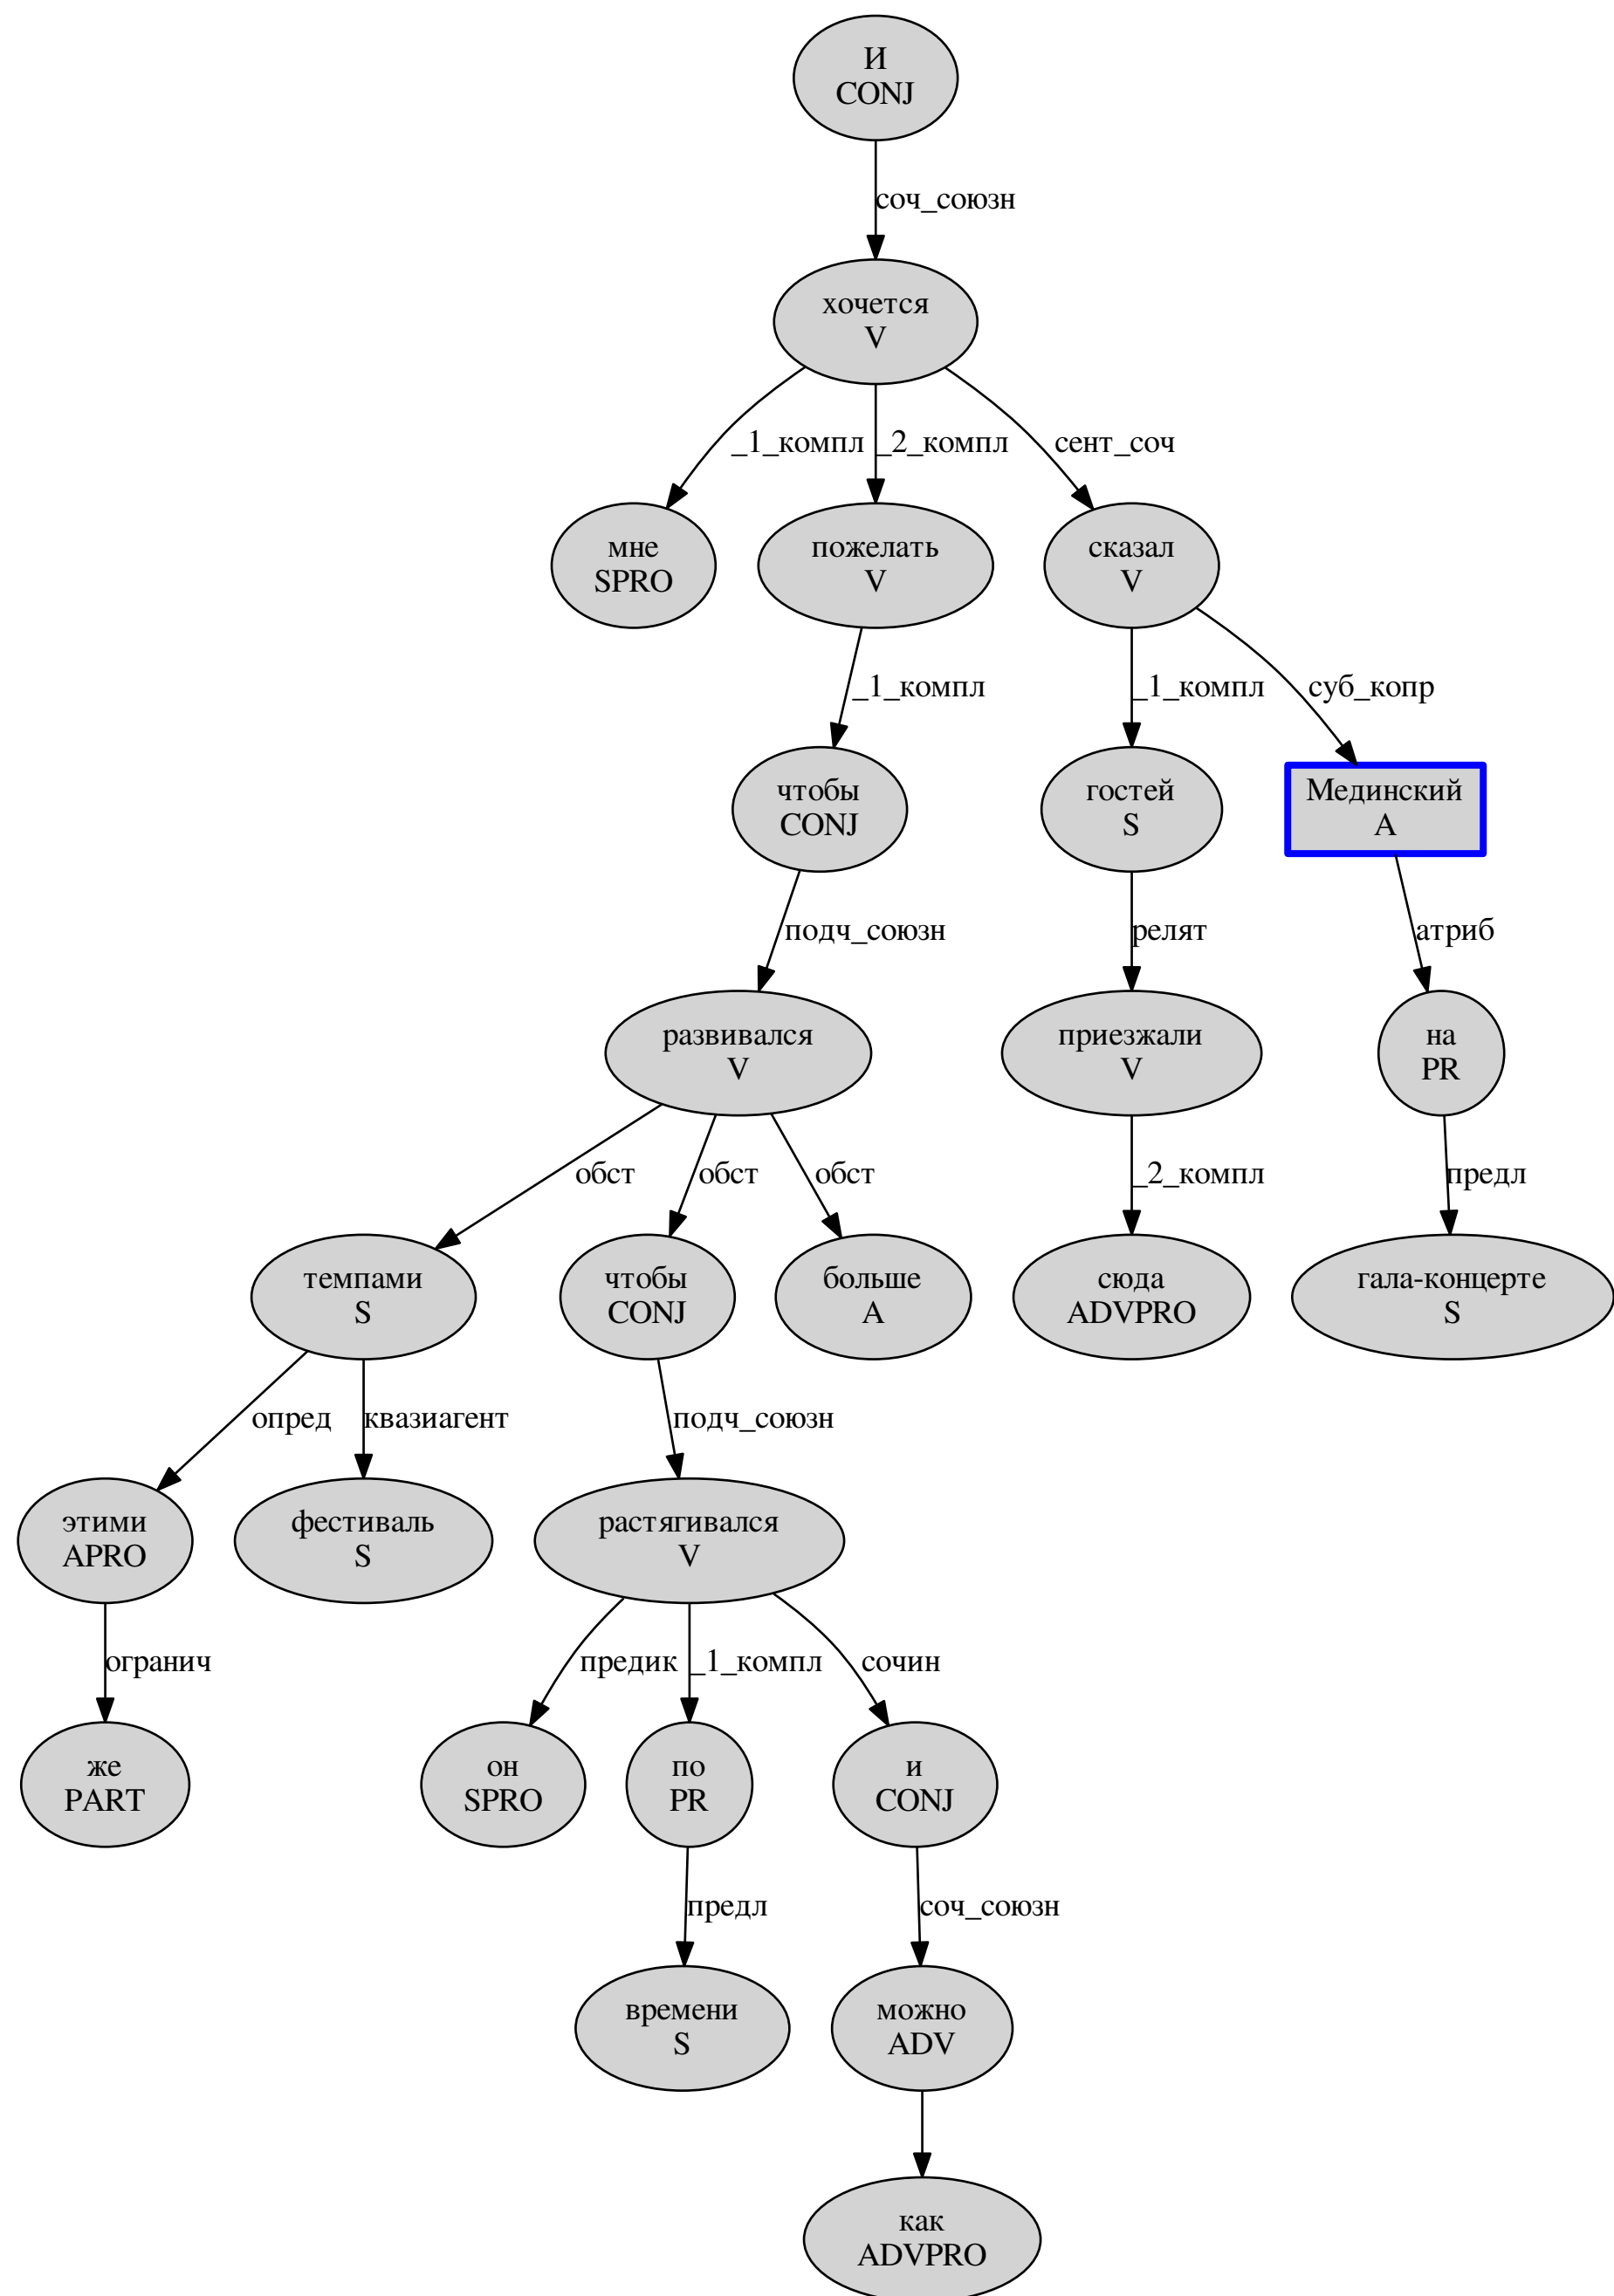 И
CONJ
соч_союзн
хочется
V
_1_компл
_2_компл
сент_соч
мне
SPRO
пожелать
V
сказал
V
_1_компл
_1_компл
суб_копр
чтобы
CONJ
гостей
S
Мединский
A
подч_союзн
релят
атриб
развивался
V
приезжали
V
на
PR
обст
обст
обст
_2_компл
предл
темпами
S
чтобы
CONJ
больше
A
сюда
ADVPRO
гала-концерте
S
опред
квазиагент
подч_союзн
этими
APRO
фестиваль
S
растягивался
V
огранич
предик
_1_компл
сочин
же
PART
он
SPRO
по
PR
и
CONJ
предл
соч_союзн
времени
S
можно
ADV
как
ADVPRO